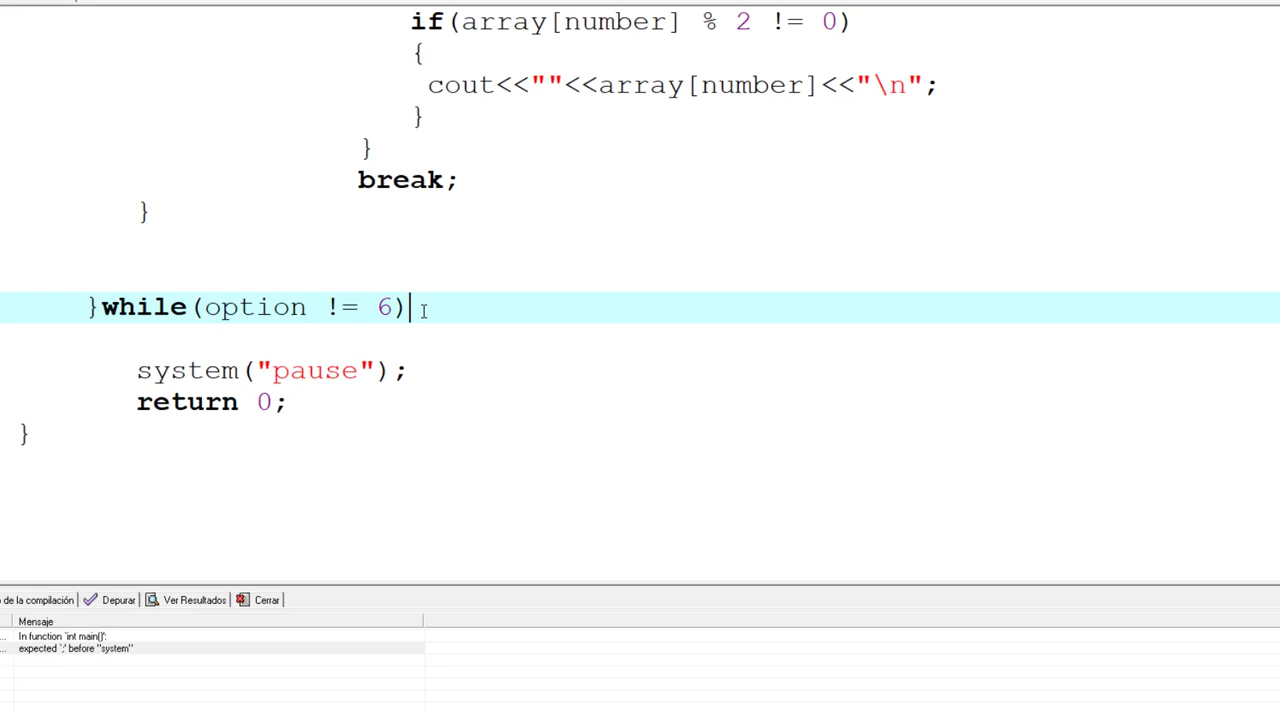 if(array[number] % 2 != 0)
{
cout<<""<<array[number]<<"\n";
}
}
break;
}
}while(option != 6)
system("pause");
return 0;
}
de la compilación Depurar Ver Resultados Cerrar
Mensaje
... In function `int main()':
... expected `;' before "system"